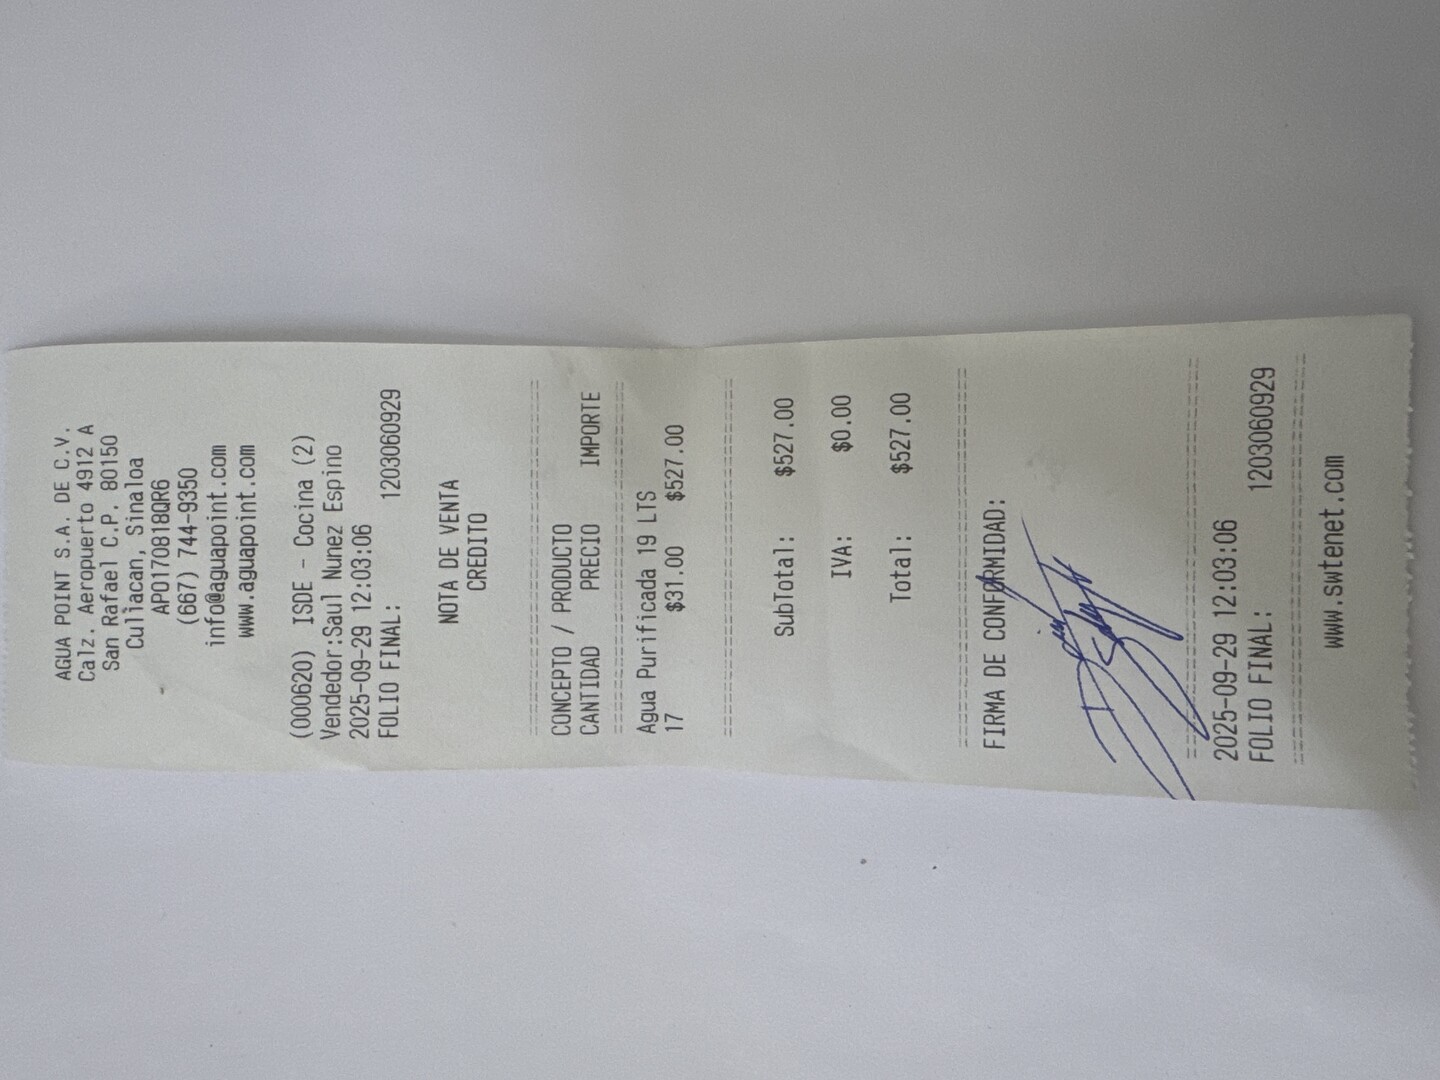 AGUA POINT S.A. DE C.V.
Calz. Aeropuerto 4912 A
San Rafael C.P. 80150
Culiacan, Sinaloa
APO170818QR6
(667) 744-9350
info@aguapoint.com
www.aguapoint.com
(000620) ISDE - Cocina (2)
Vendedor:Saul Nunez Espino
2025-09-29 12:03:06
FOLIO FINAL: 1203060929
NOTA DE VENTA
CREDITO
CONCEPTO / PRODUCTO
CANTIDAD PRECIO IMPORTE
Agua Purificada 19 LTS
17 $31.00 $527.00
SubTotal: $527.00
IVA: $0.00
Total: $527.00
FIRMA DE CONFORMIDAD:
2025-09-29 12:03:06
FOLIO FINAL: 1203060929
www.swtenet.com